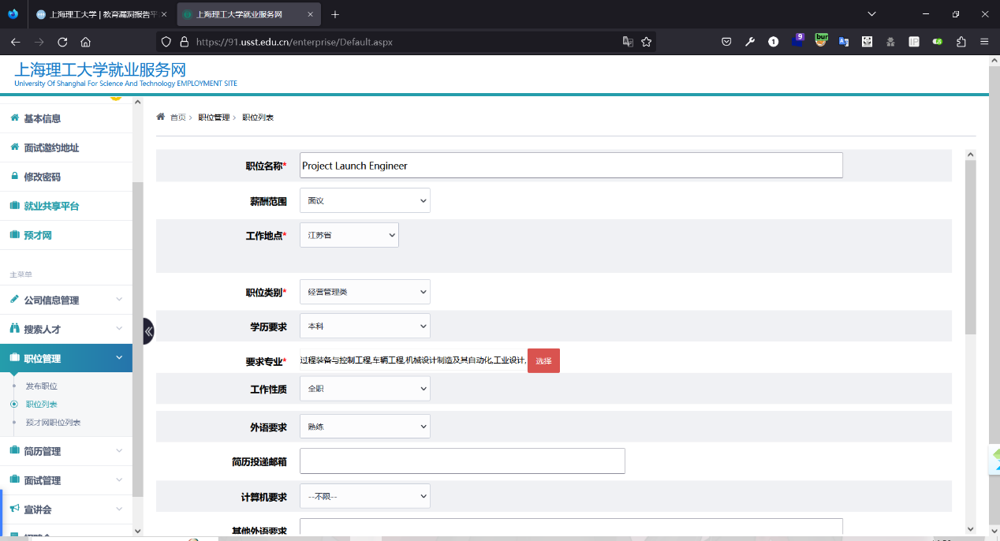 上海理工大学 | 教育漏洞报告平
上海理工大学就业服务网
https://91.usst.edu.cn/enterprise/Default.aspx
1
9
bur
IP
上海理工大学就业服务网
University Of Shanghai For Science And Technology EMPLOYMENT SITE
基本信息
面试邀约地址
修改密码
就业共享平台
预才网
主菜单
公司信息管理
搜索人才
职位管理
发布职位
职位列表
预才网职位列表
简历管理
面试管理
宣讲会
首页 > 职位管理 > 职位列表
职位名称* Project Launch Engineer
薪酬范围 面议
工作地点* 江苏省
职位类别* 经营管理类
学历要求 本科
要求专业* 过程装备与控制工程,车辆工程,机械设计制造及其自动化,工业设计, 选择
工作性质 全职
外语要求 熟练
简历投递邮箱
计算机要求 --不限--
其他外语要求